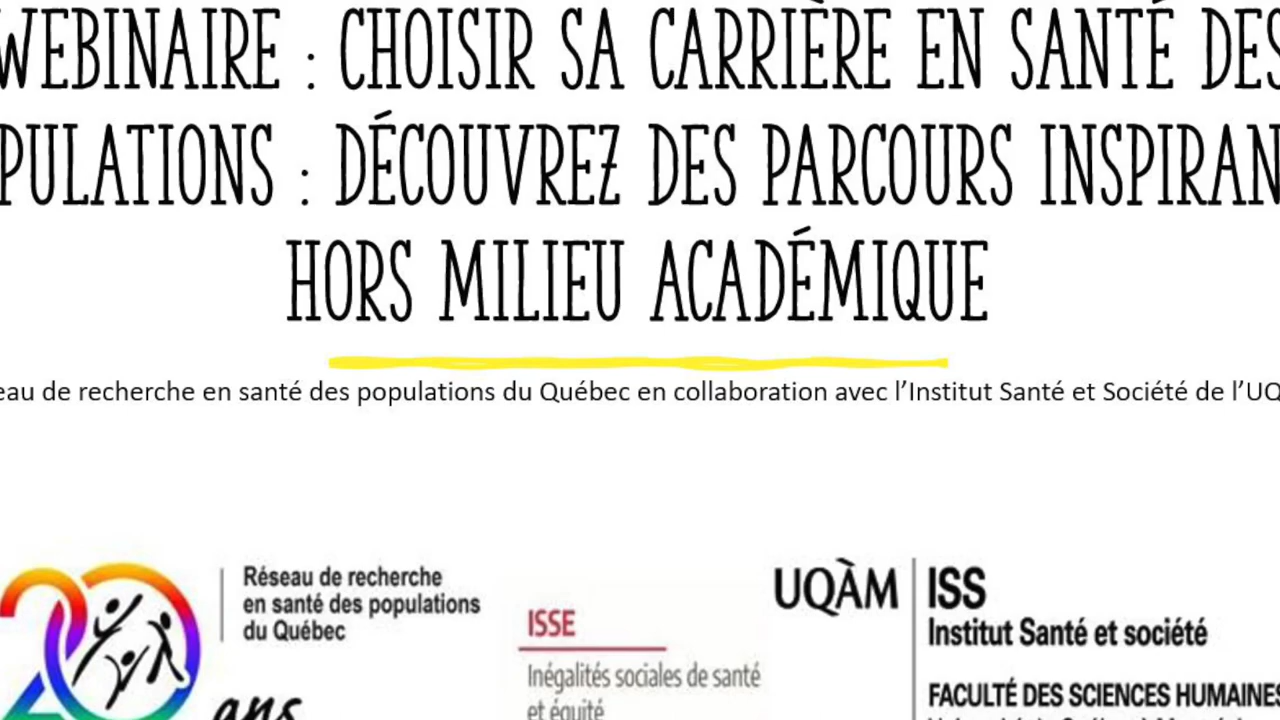 WEBINAIRE : CHOISIR SA CARRIÈRE EN SANTÉ DES
PULATIONS : DÉCOUVREZ DES PARCOURS INSPIRAN
HORS MILIEU ACADÉMIQUE
eau de recherche en santé des populations du Québec en collaboration avec l’Institut Santé et Société de l’UQ
20 ans
Réseau de recherche
en santé des populations
du Québec
ISSE
Inégalités sociales de santé
et équité
UQÀM
ISS
Institut Santé et société
FACULTÉ DES SCIENCES HUMAINES